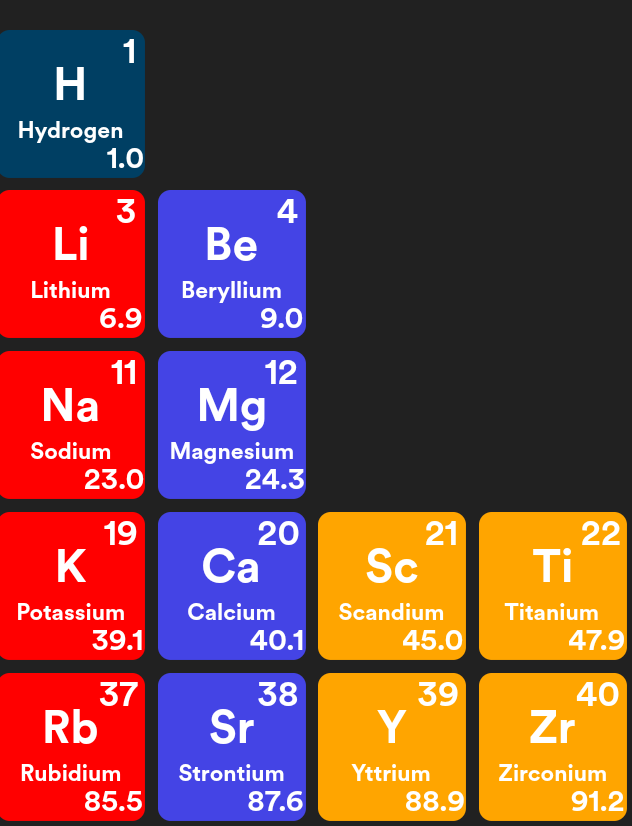 1
H
Hydrogen
1.0
3
Li
Lithium
6.9
4
Be
Beryllium
9.0
11
Na
Sodium
23.0
12
Mg
Magnesium
24.3
19
K
Potassium
39.1
20
Ca
Calcium
40.1
21
Sc
Scandium
45.0
22
Ti
Titanium
47.9
37
Rb
Rubidium
85.5
38
Sr
Strontium
87.6
39
Y
Yttrium
88.9
40
Zr
Zirconium
91.2